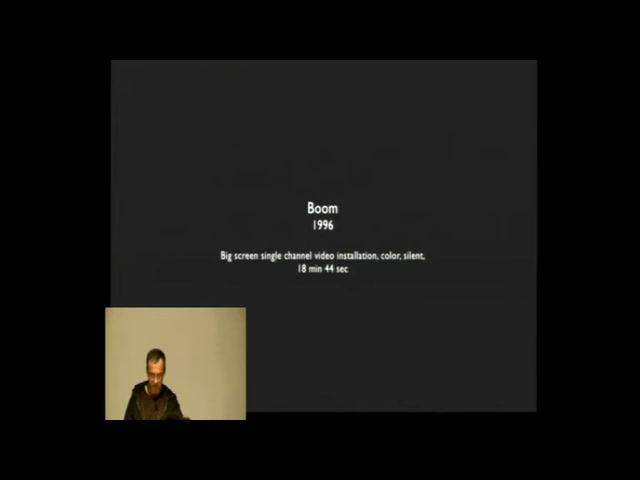 Boom
1996
Big screen single channel video installation, color, silent,
18 min 44 sec